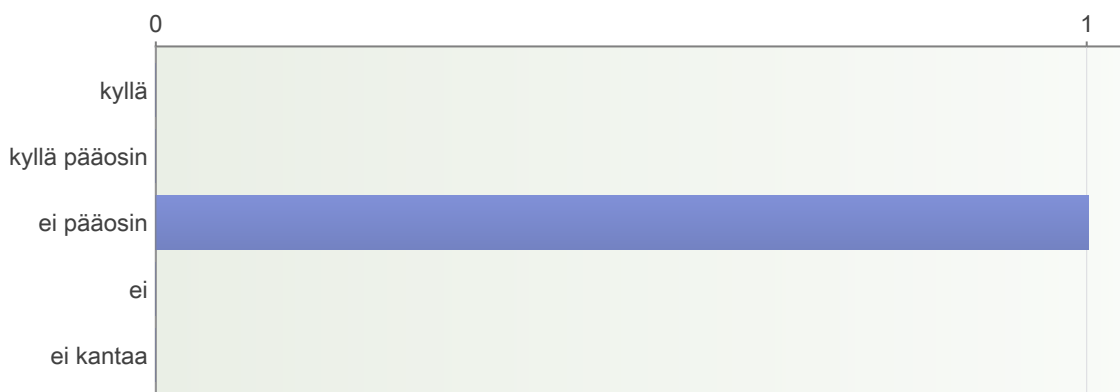 0 1
kyllä
kyllä pääosin
ei pääosin
ei
ei kantaa